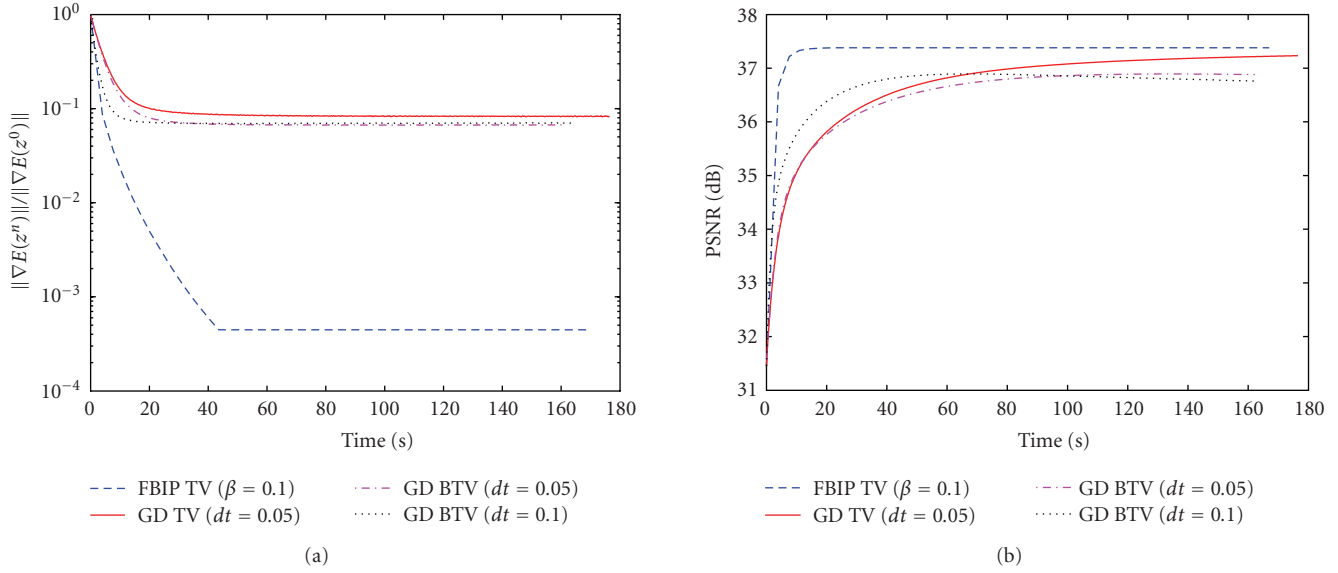 10^0
10^{-1}
10^{-2}
10^{-3}
10^{-4}
‖∇E(z^n)‖/‖∇E(z^0)‖
0 20 40 60 80 100 120 140 160 180
Time (s)
FBIP TV (β = 0.1)
GD TV (dt = 0.05)
GD BTV (dt = 0.05)
GD BTV (dt = 0.1)
(a)
38
37
36
35
34
33
32
31
PSNR (dB)
0 20 40 60 80 100 120 140 160 180
Time (s)
FBIP TV (β = 0.1)
GD TV (dt = 0.05)
GD BTV (dt = 0.05)
GD BTV (dt = 0.1)
(b)